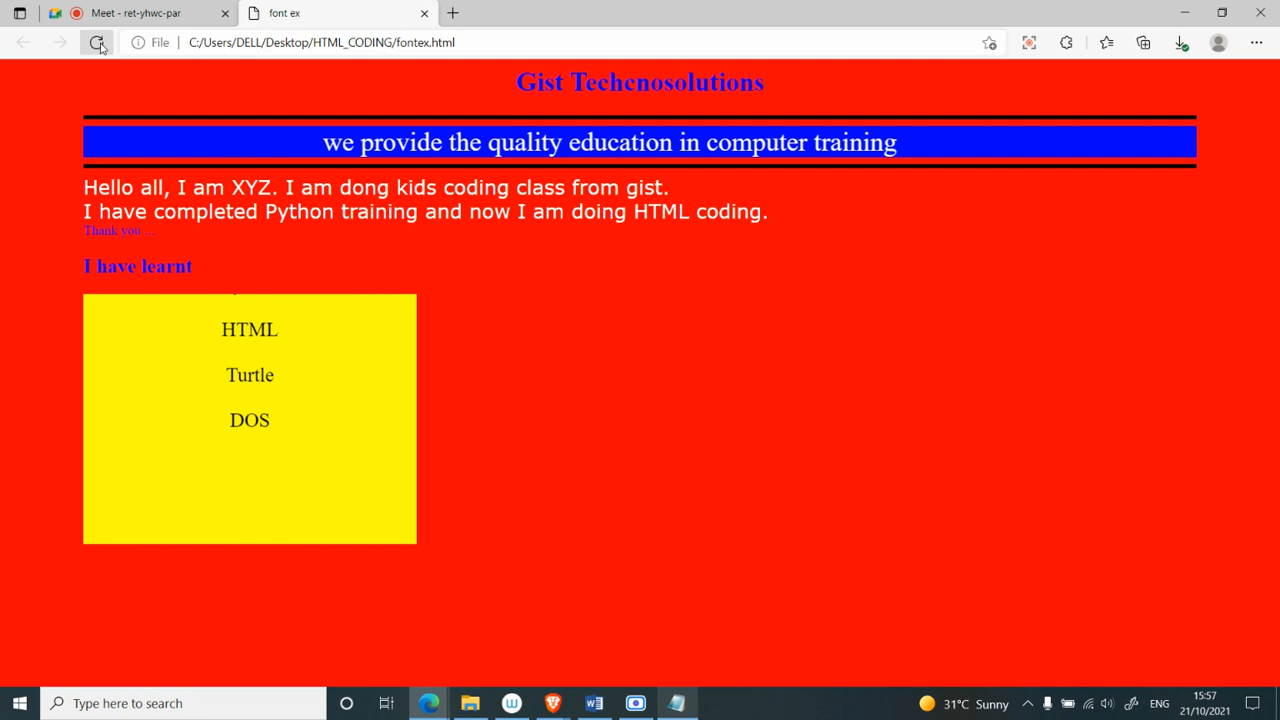 Meet - ret-yhwc-par
font ex
File
C:/Users/DELL/Desktop/HTML_CODING/fontex.html
Gist Techcnosolutions
we provide the quality education in computer training
Hello all, I am XYZ. I am dong kids coding class from gist.
I have completed Python training and now I am doing HTML coding.
Thank you ...
I have learnt
HTML
Turtle
DOS
Type here to search
31°C Sunny
ENG
15:57
21/10/2021